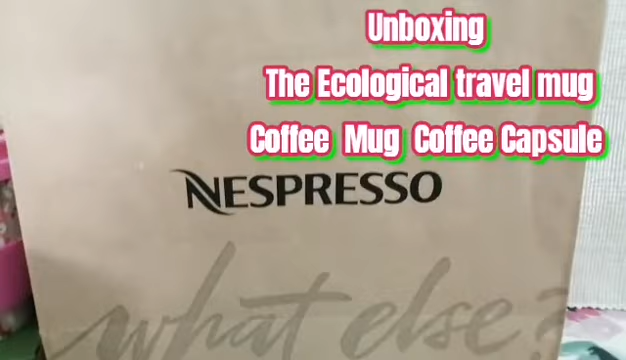 Unboxing
The Ecological travel mug
Coffee Mug Coffee Capsule
NESPRESSO
what else?